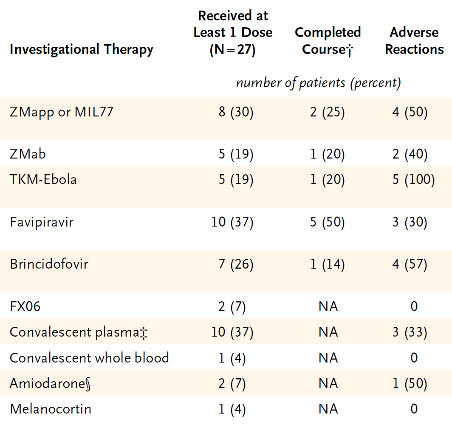 Investigational Therapy Received at Least 1 Dose (N=27) Completed Course† Adverse Reactions
number of patients (percent)
ZMapp or MIL77 8 (30) 2 (25) 4 (50)
ZMab 5 (19) 1 (20) 2 (40)
TKM-Ebola 5 (19) 1 (20) 5 (100)
Favipiravir 10 (37) 5 (50) 3 (30)
Brincidofovir 7 (26) 1 (14) 4 (57)
FX06 2 (7) NA 0
Convalescent plasma‡ 10 (37) NA 3 (33)
Convalescent whole blood 1 (4) NA 0
Amiodarone§ 2 (7) NA 1 (50)
Melanocortin 1 (4) NA 0